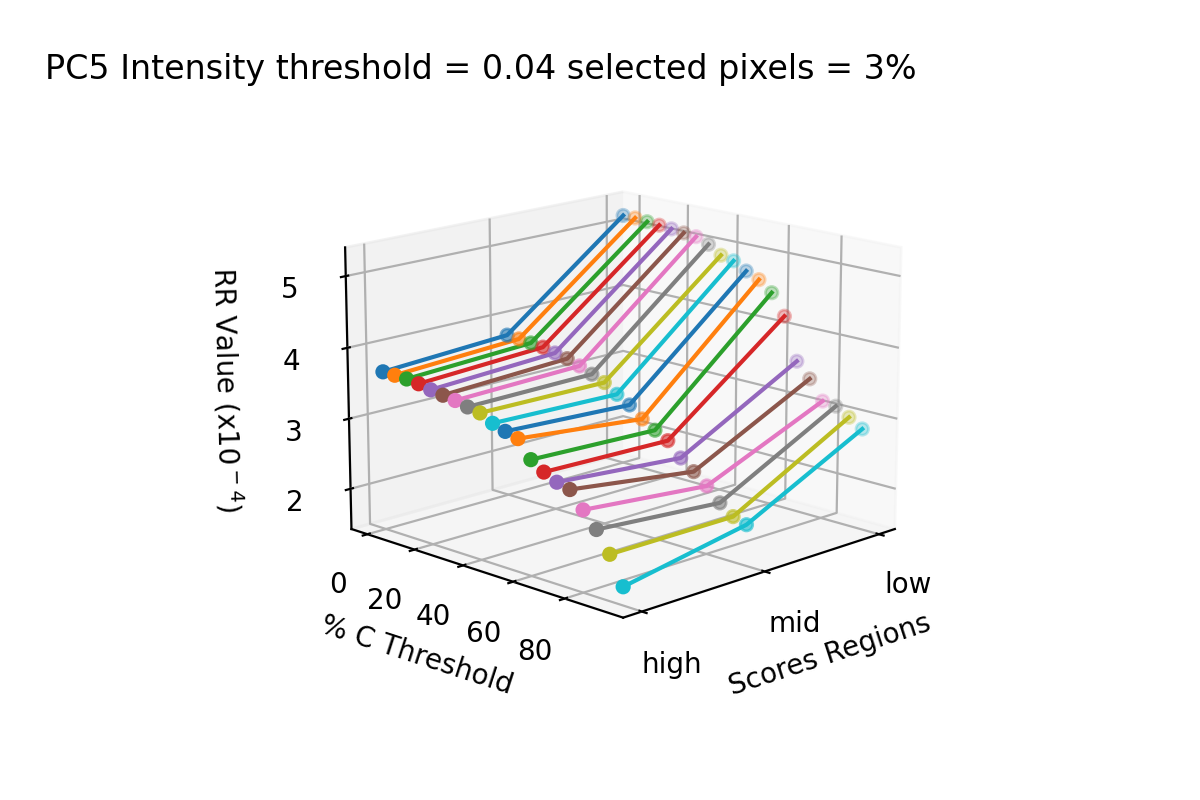 PC5 Intensity threshold = 0.04 selected pixels = 3%
RR Value (x10⁻⁴)
5
4
3
2
0
20
40
60
80
% C Threshold
high
mid
low
Scores Regions